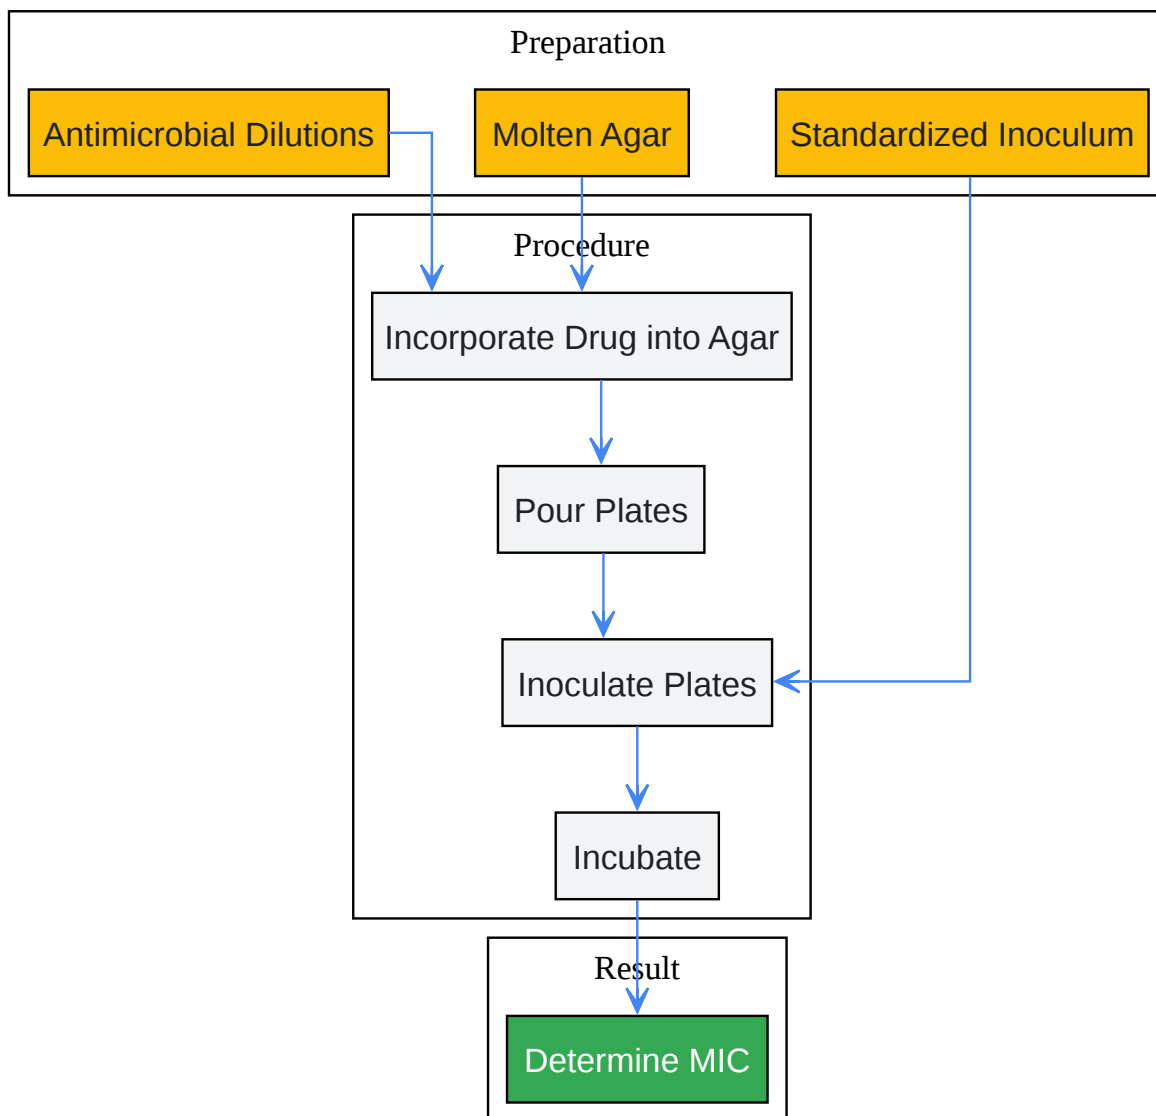 Preparation
Antimicrobial Dilutions
Molten Agar
Standardized Inoculum
Procedure
Incorporate Drug into Agar
Pour Plates
Inoculate Plates
Incubate
Result
Determine MIC